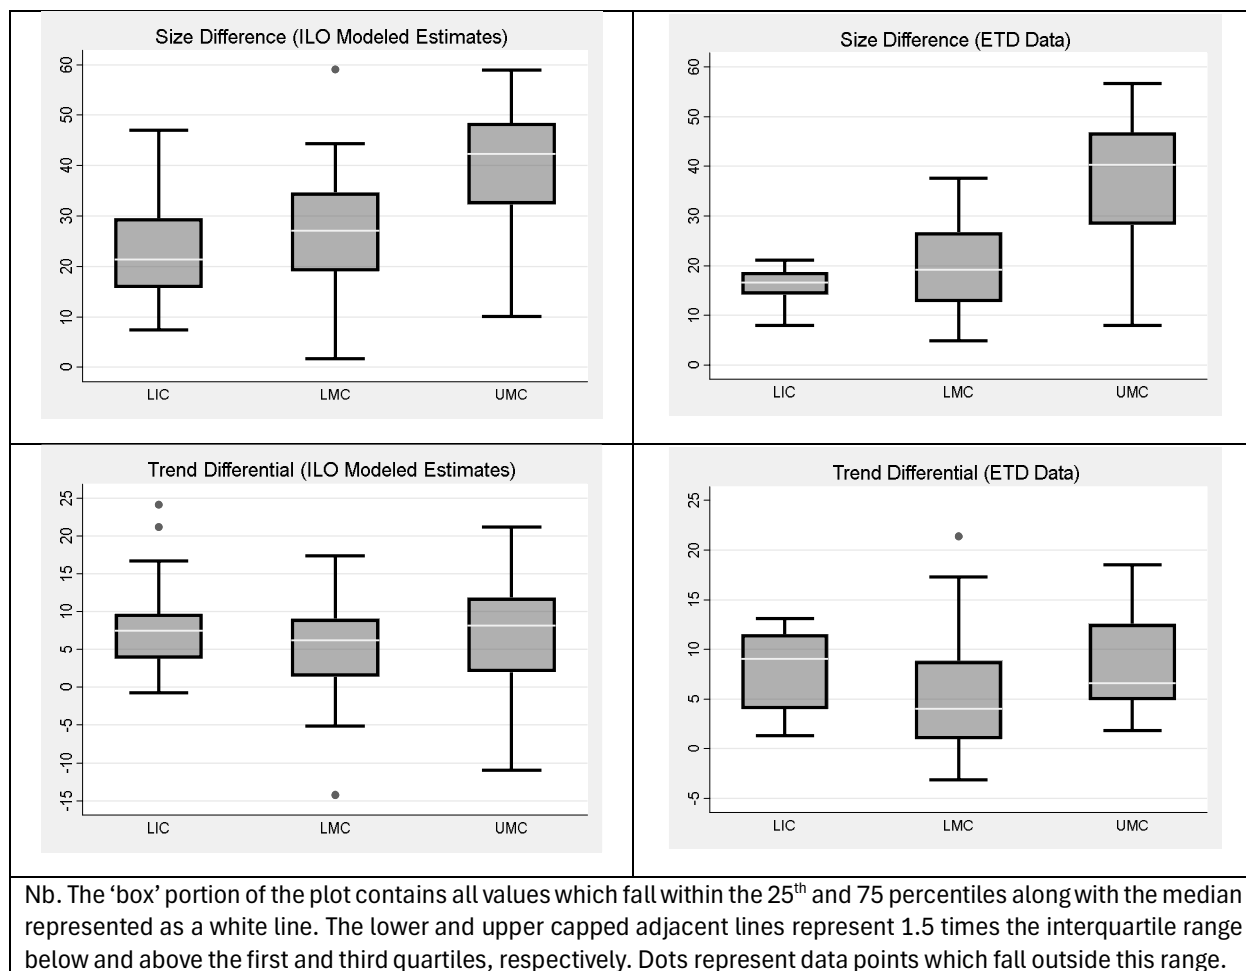 Size Difference (ILO Modeled Estimates)
60
50
40
30
20
10
0
LIC LMC UMC
Size Difference (ETD Data)
60
50
40
30
20
10
0
LIC LMC UMC
Trend Differential (ILO Modeled Estimates)
25
20
15
10
5
0
-5
-10
-15
LIC LMC UMC
Trend Differential (ETD Data)
25
20
15
10
5
0
-5
LIC LMC UMC
Nb. The ‘box’ portion of the plot contains all values which fall within the 25th and 75 percentiles along with the median
represented as a white line. The lower and upper capped adjacent lines represent 1.5 times the interquartile range
below and above the first and third quartiles, respectively. Dots represent data points which fall outside this range.